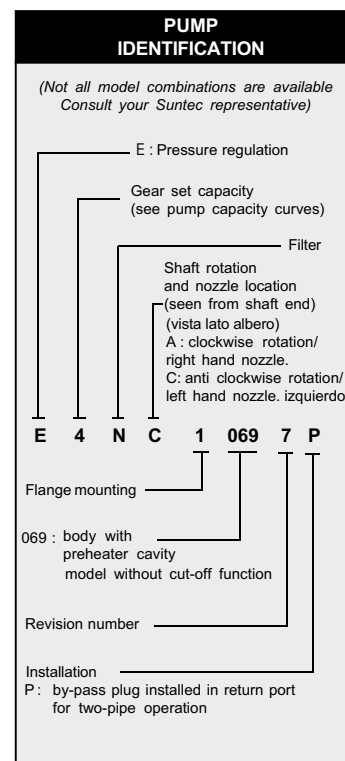 PUMP
IDENTIFICATION
(Not all model combinations are available
Consult your Suntec representative)
E : Pressure regulation
Gear set capacity
(see pump capacity curves)
Filter
Shaft rotation
and nozzle location
(seen from shaft end)
(vista lato albero)
A : clockwise rotation/
right hand nozzle.
C: anti clockwise rotation/
left hand nozzle. izquierdo
E 4 N C 1 069 7 P
Flange mounting
069 : body with
preheater cavity
model without cut-off function
Revision number
Installation
P : by-pass plug installed in return port
for two-pipe operation